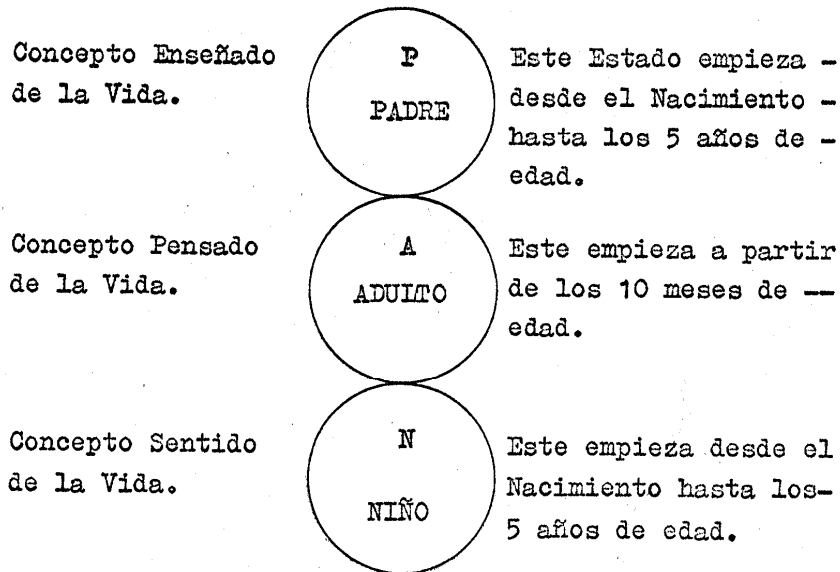 Concepto Enseñado
de la Vida.
P
PADRE
Este Estado empieza -
desde el Nacimiento -
hasta los 5 años de -
edad.
Concepto Pensado
de la Vida.
A
ADULTO
Este empieza a partir
de los 10 meses de --
edad.
Concepto Sentido
de la Vida.
N
NIÑO
Este empieza desde el
Nacimiento hasta los-
5 años de edad.